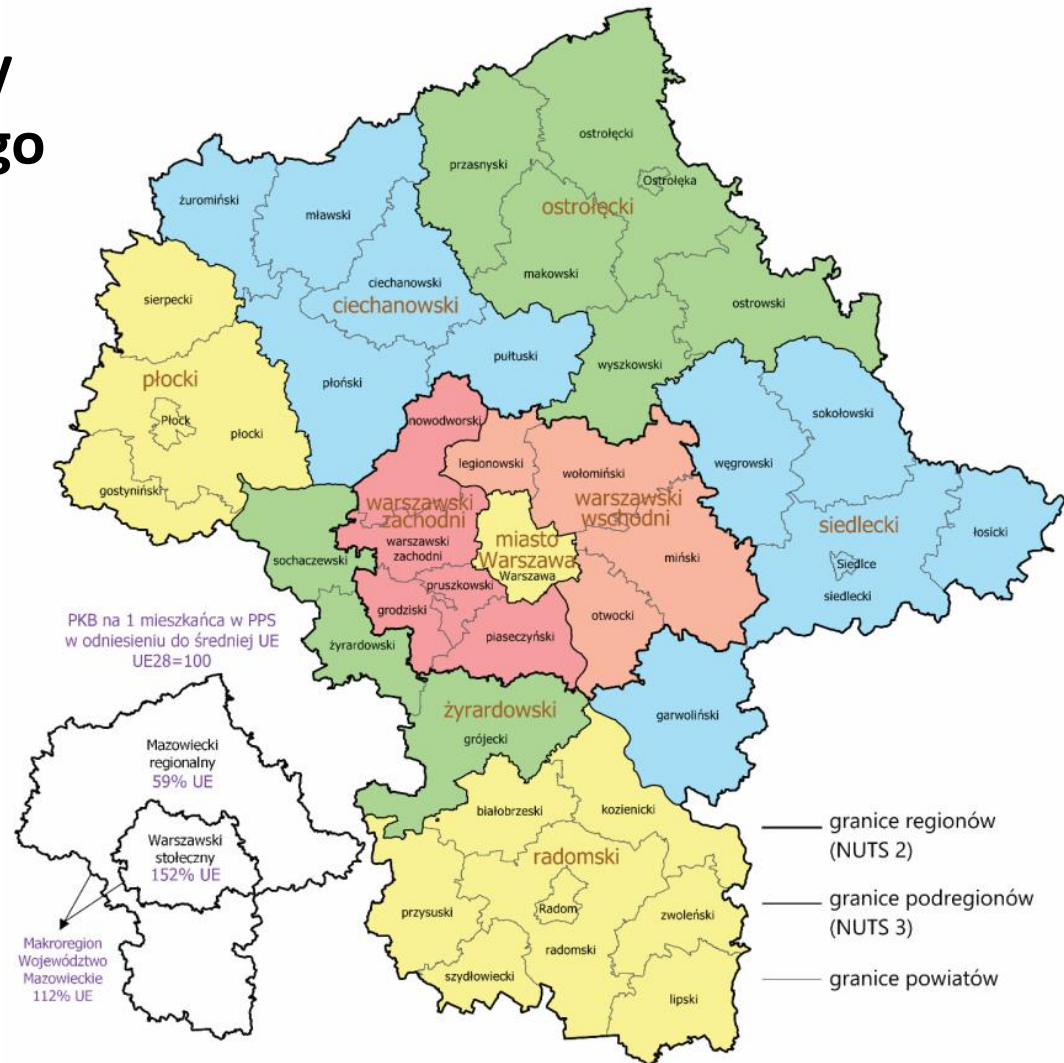 y
go
ostrołęcki
przasnyski
Ostrołęka
żuromiński
mławski
ostrołęcki
makowski
ciechanowski
ciechanowski
sierpecki
ostrowski
pułtuski
wyszkowski
płocki
płoński
Płock
płocki
nowodworski
sokołowski
legionowski
wołomiński
węgrowski
gostyniński
warszawski
zachodni
warszawski
wschodni
siedlecki
łosicki
miasto
Warszawa
Warszawa
warszawski
zachodni
sochaczewski
miński
Siedlce
pruszkowski
siedlecki
grodziski
otwocki
piaseczyński
żyrardowski
PKB na 1 mieszkańca w PPS
w odniesieniu do średniej UE
UE28=100
żyrardowski
garwoliński
grójecki
Mazowiecki
regionalny
59% UE
białobrzeski
kozienicki
Warszawski
stołeczny
152% UE
radomski
Radom
przysuski
zwoleński
radomski
szydłowiecki
lipski
Makroregion
Województwo
Mazowieckie
112% UE
granice regionów
(NUTS 2)
granice podregionów
(NUTS 3)
granice powiatów